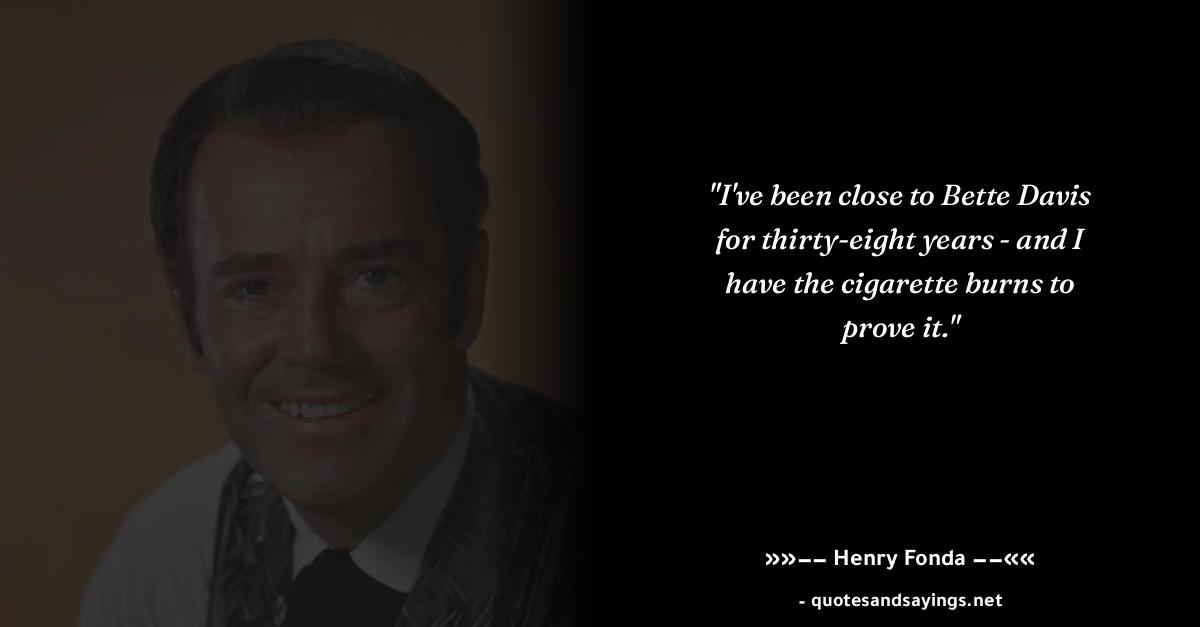 "I've been close to Bette Davis
for thirty-eight years - and I
have the cigarette burns to
prove it."
»»–– Henry Fonda ––««
- quotesandsayings.net